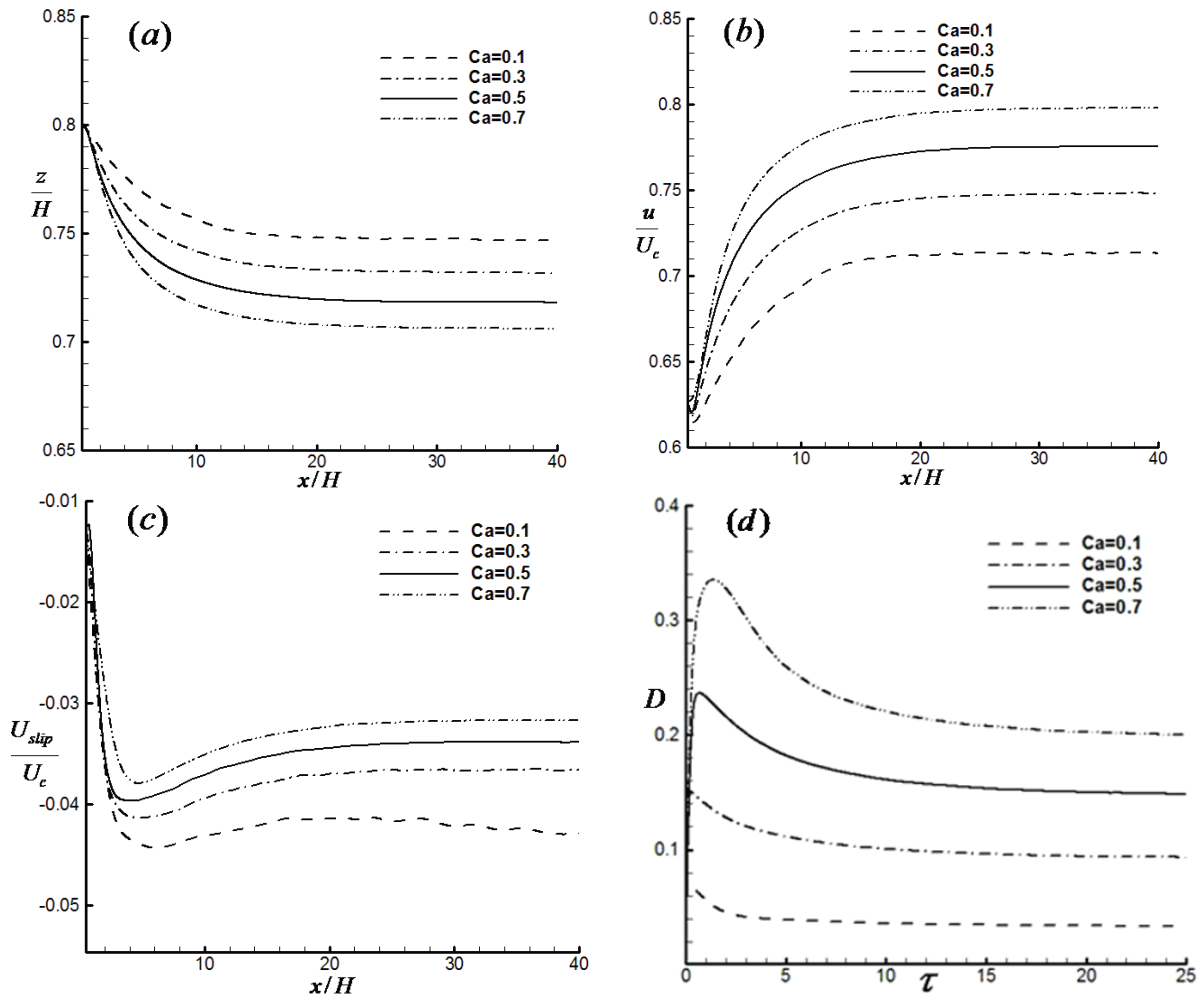 (a)
0.85
0.8
0.75
0.7
0.65
z/H
10
20
30
40
x/H
Ca=0.1
Ca=0.3
Ca=0.5
Ca=0.7
(b)
0.85
0.8
0.75
0.7
0.65
0.6
u/U_c
10
20
30
40
x/H
Ca=0.1
Ca=0.3
Ca=0.5
Ca=0.7
(c)
-0.01
-0.02
-0.03
-0.04
-0.05
U_slip/U_c
10
20
30
40
x/H
Ca=0.1
Ca=0.3
Ca=0.5
Ca=0.7
(d)
0.4
0.3
0.2
0.1
D
0
5
10
15
20
25
τ
Ca=0.1
Ca=0.3
Ca=0.5
Ca=0.7